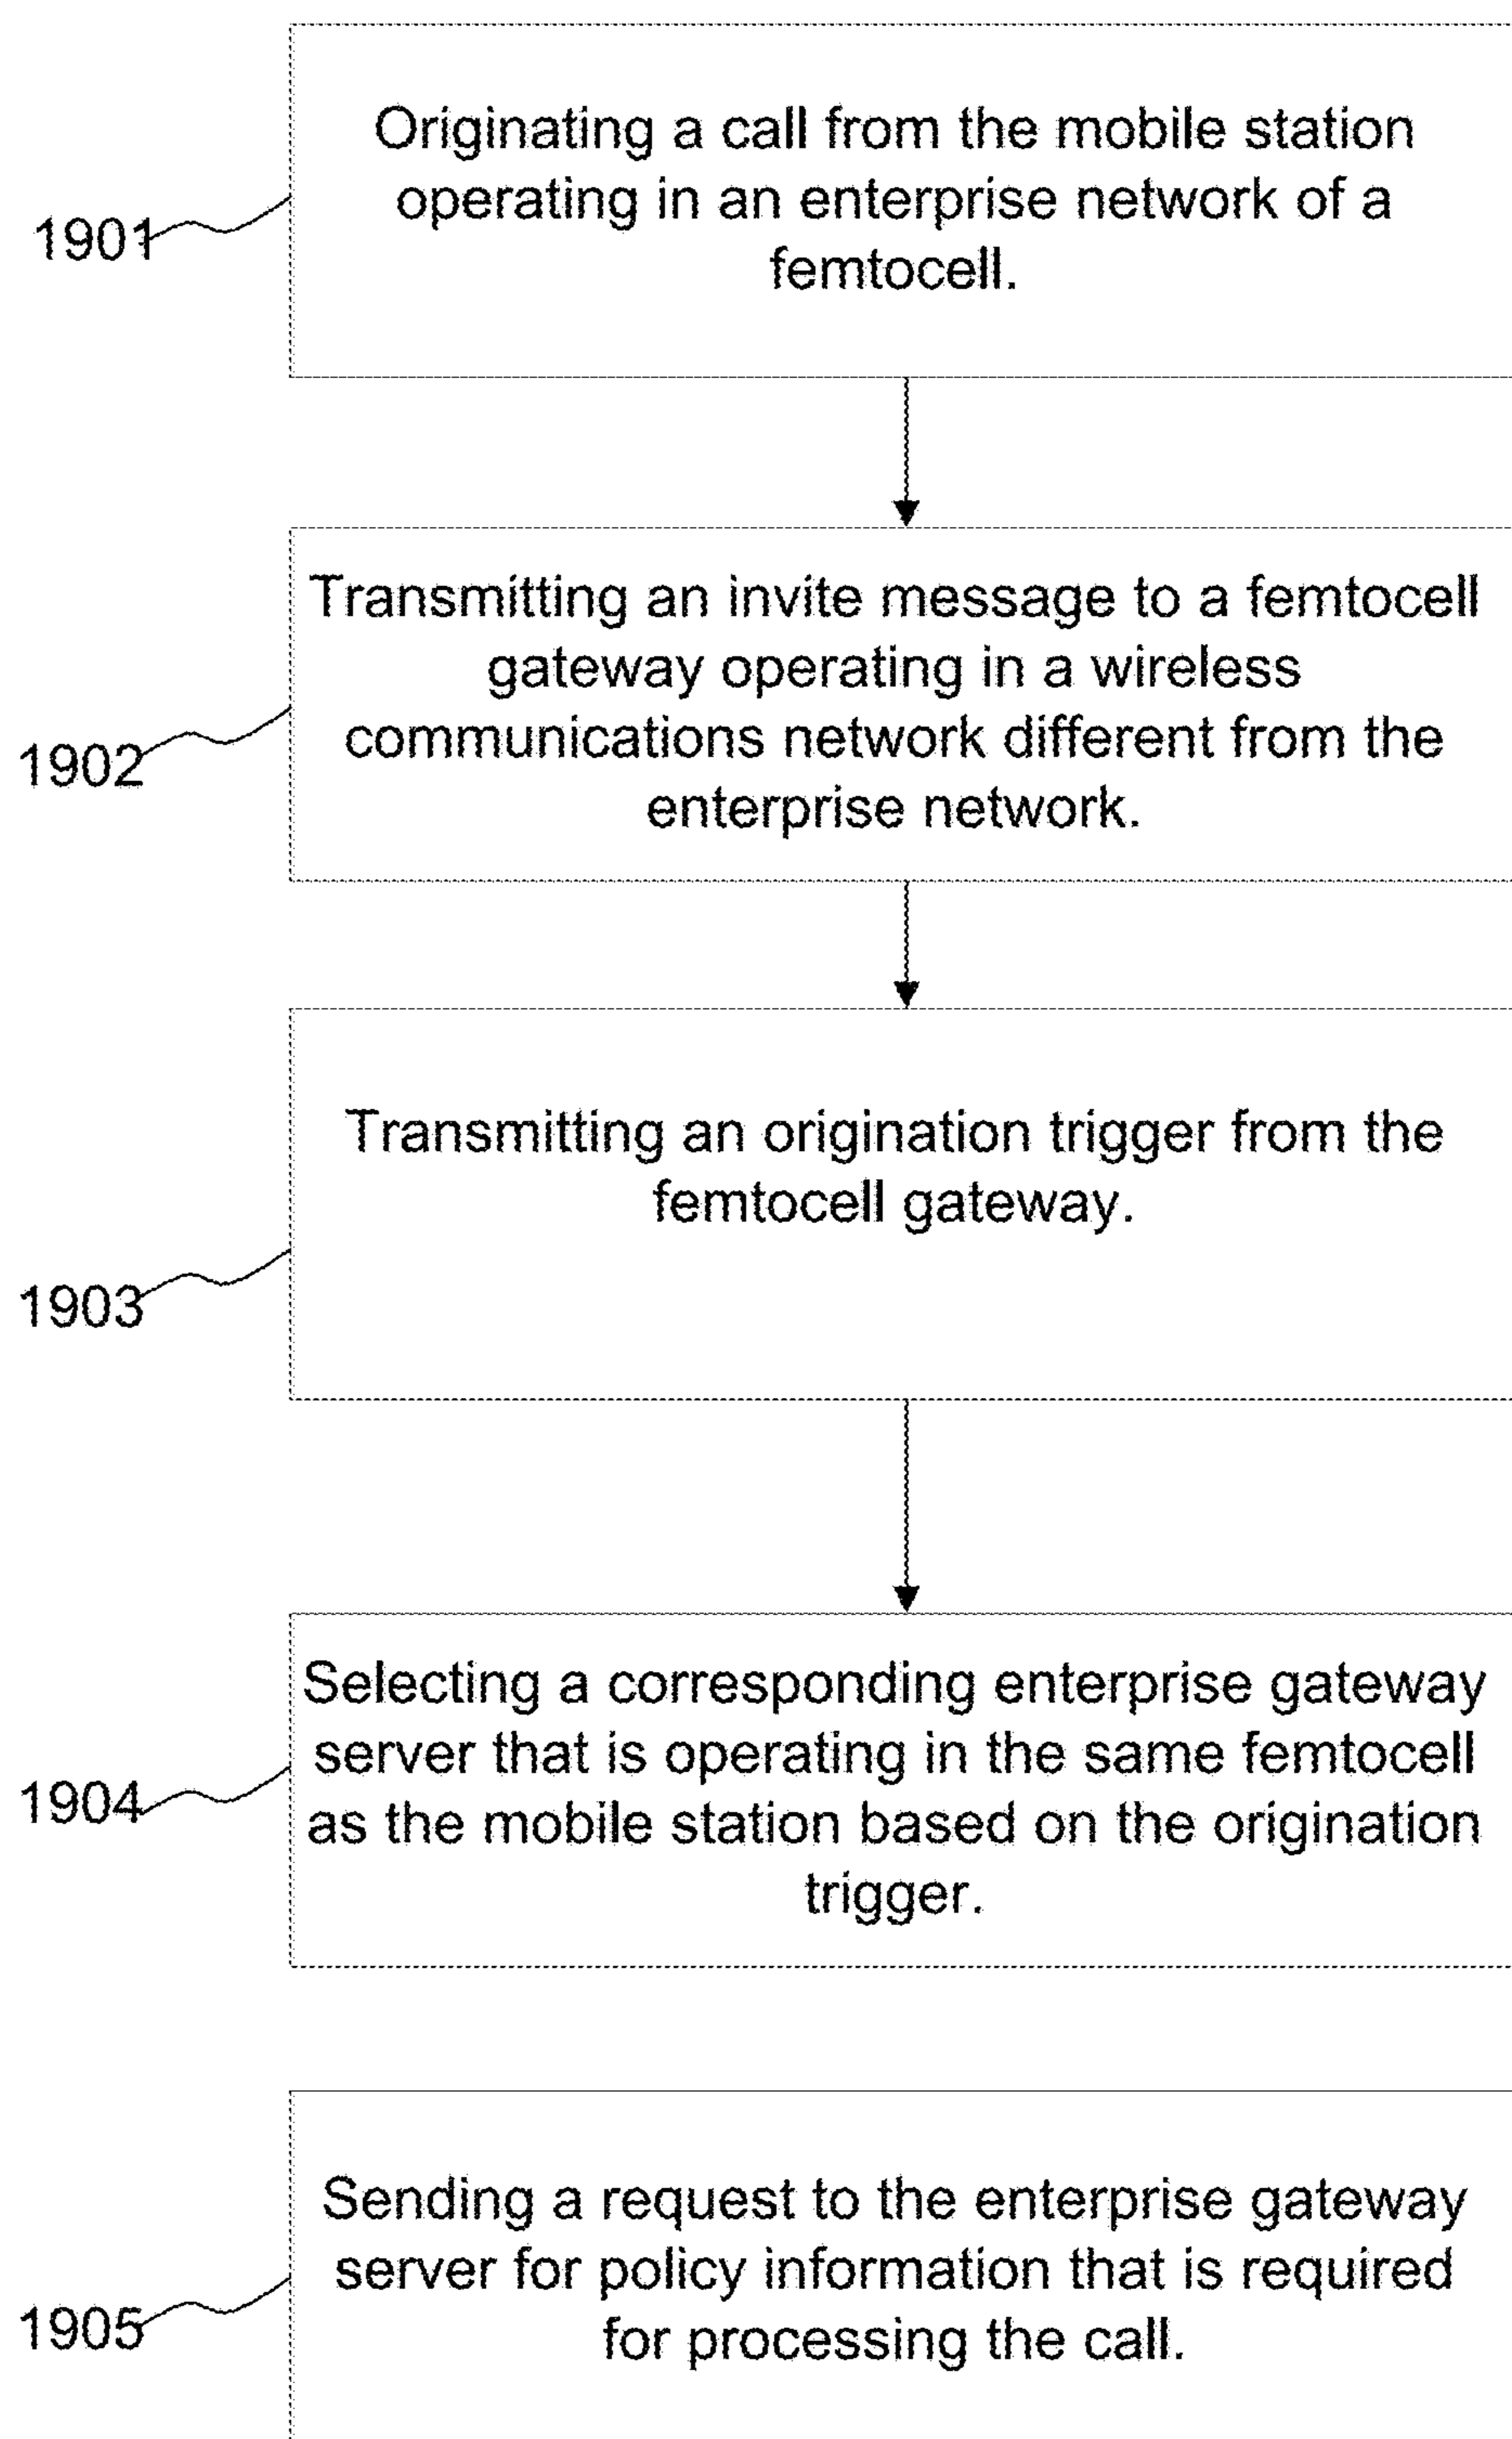 Originating a call from the mobile station
operating in an enterprise network of a
femtocell.
1901
Transmitting an invite message to a femtocell
gateway operating in a wireless
communications network different from the
enterprise network.
1902
Transmitting an origination trigger from the
femtocell gateway.
1903
Selecting a corresponding enterprise gateway
server that is operating in the same femtocell
as the mobile station based on the origination
trigger.
1904
Sending a request to the enterprise gateway
server for policy information that is required
for processing the call.
1905